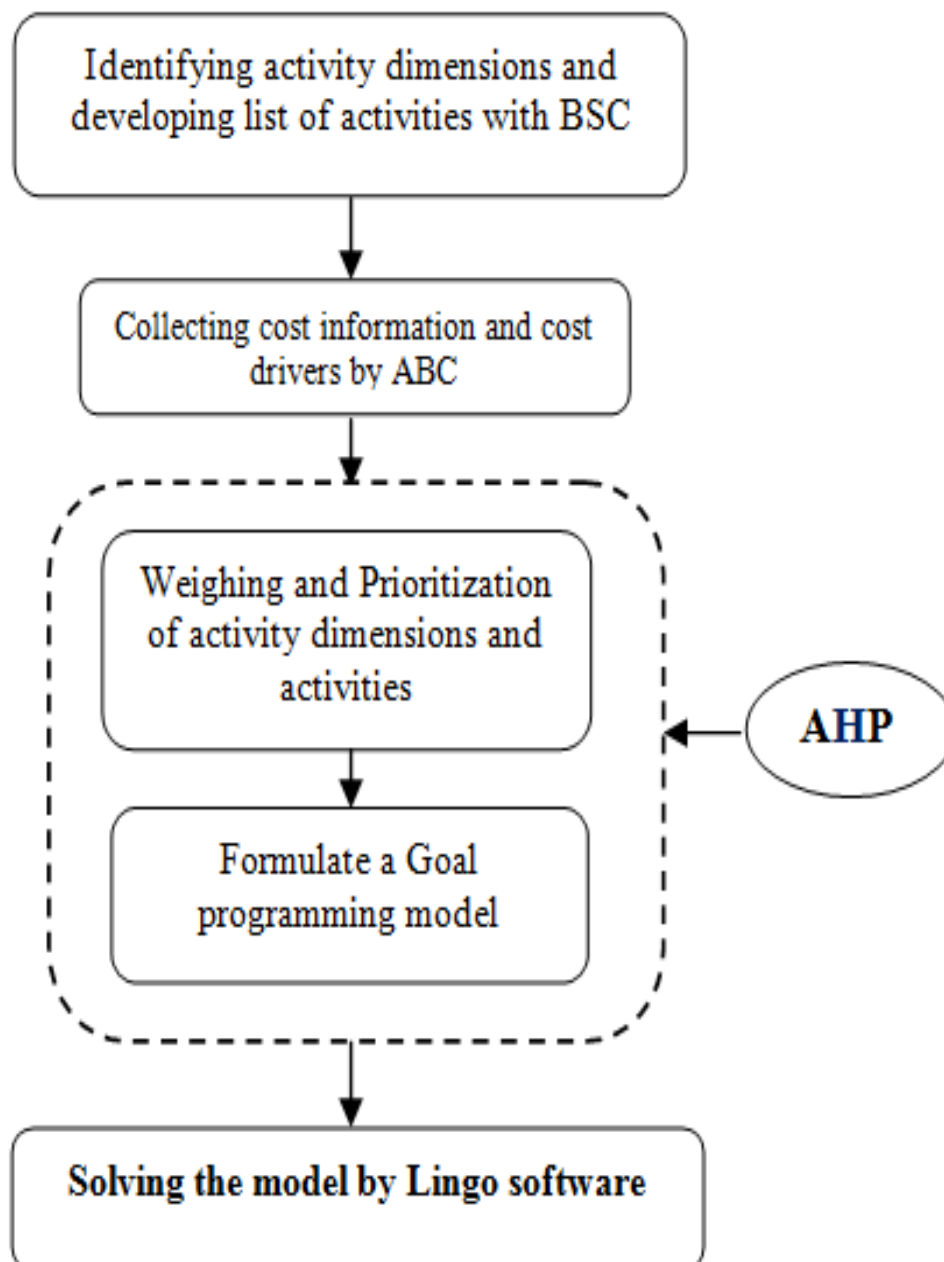 Identifying activity dimensions and
developing list of activities with BSC
Collecting cost information and cost
drivers by ABC
Weighing and Prioritization
of activity dimensions and
activities
AHP
Formulate a Goal
programming model
Solving the model by Lingo software